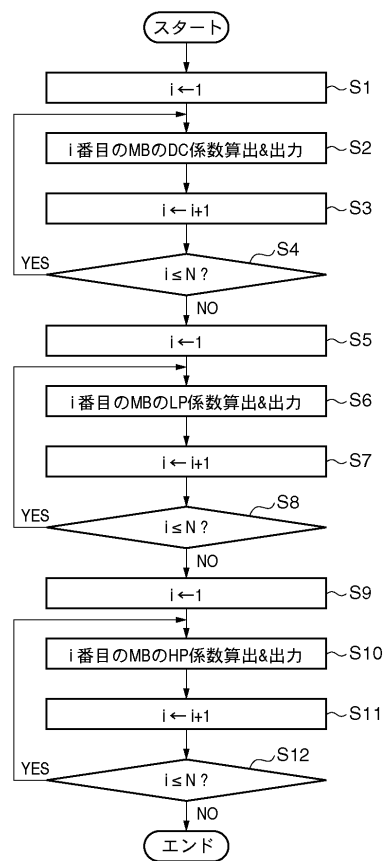 スタート
i←1 S1
i番目のMBのDC係数算出&出力 S2
i←i+1 S3
i≤N? S4
YES
NO
i←1 S5
i番目のMBのLP係数算出&出力 S6
i←i+1 S7
i≤N? S8
YES
NO
i←1 S9
i番目のMBのHP係数算出&出力 S10
i←i+1 S11
i≤N? S12
YES
NO
エンド